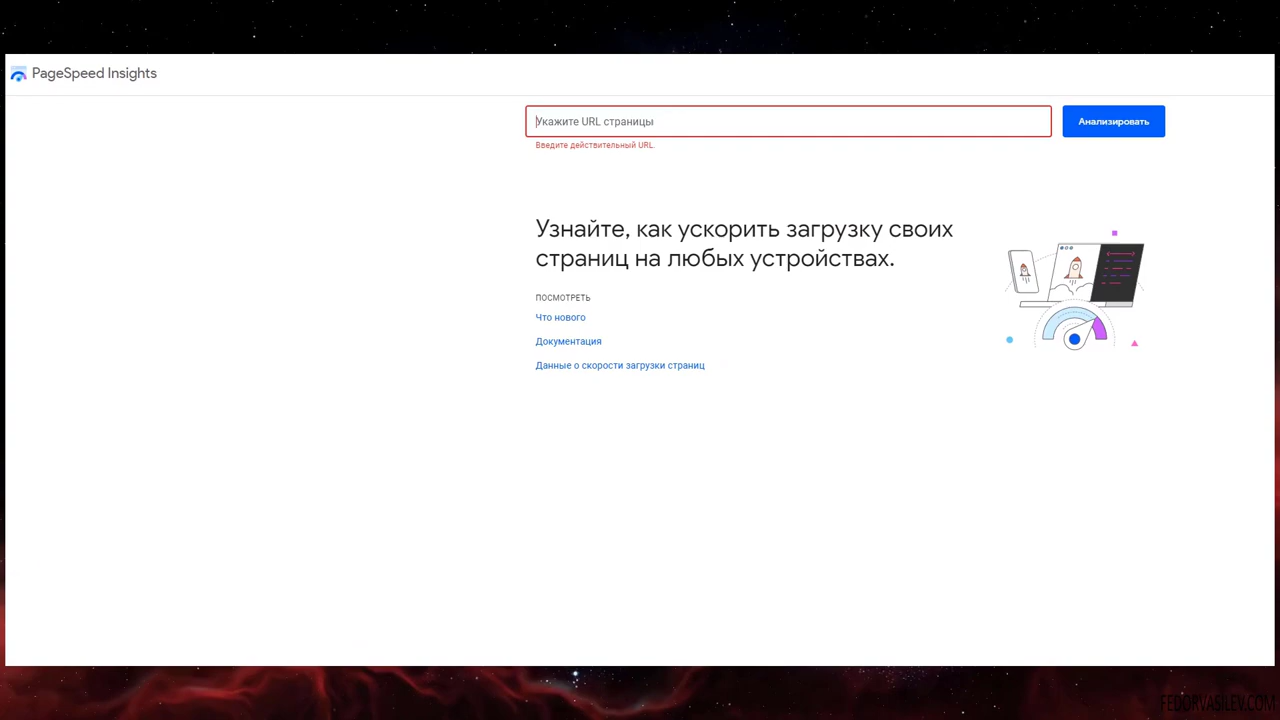 PageSpeed Insights
Укажите URL страницы
Анализировать
Введите действительный URL.
Узнайте, как ускорить загрузку своих
страниц на любых устройствах.
ПОСМОТРЕТЬ
Что нового
Документация
Данные о скорости загрузки страниц
FEDORVASILEV.COM